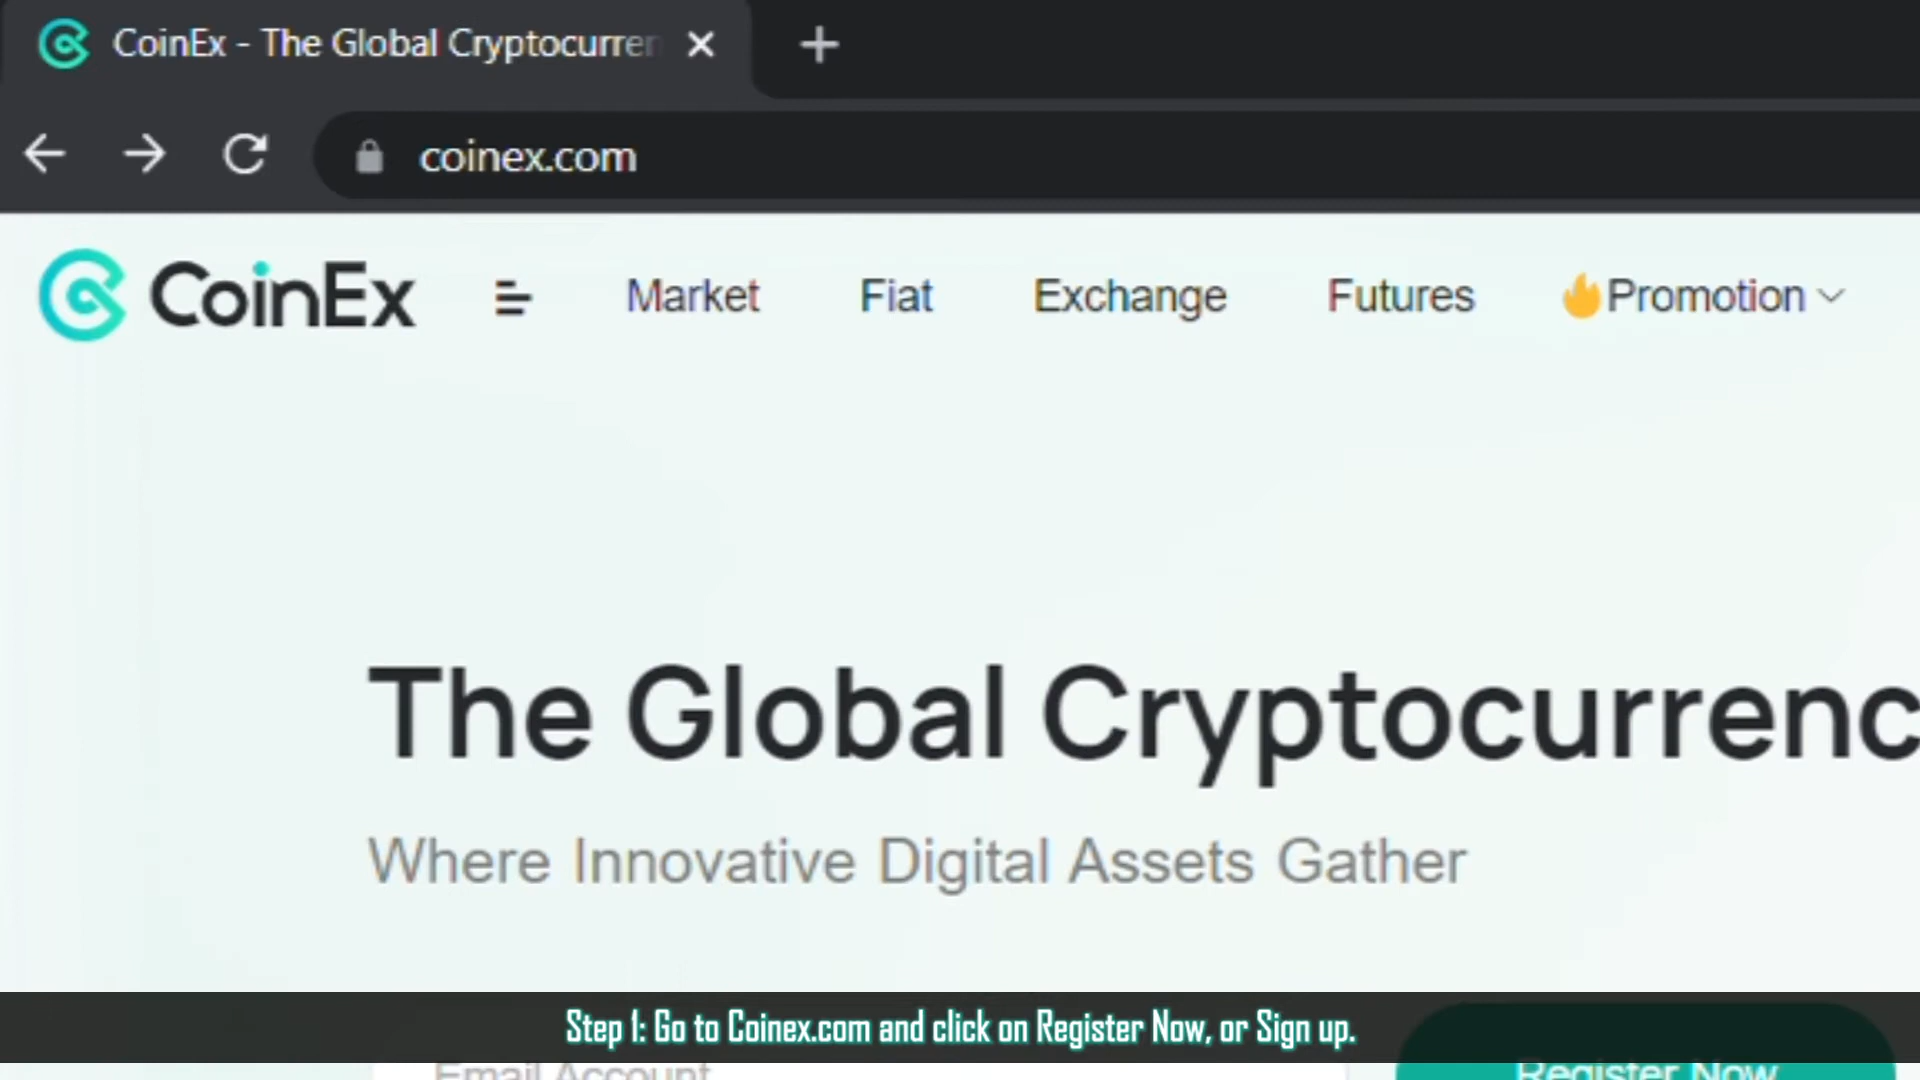 CoinEx - The Global Cryptocurren
coinex.com
CoinEx
Market
Fiat
Exchange
Futures
Promotion
The Global Cryptocurrenc
Where Innovative Digital Assets Gather
Step 1: Go to Coinex.com and click on Register Now, or Sign up.
Email Account
Register Now